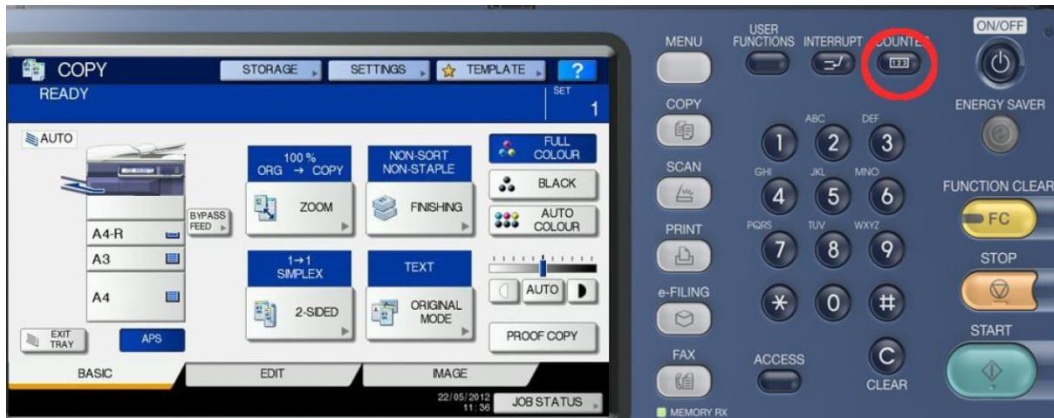 COPY
STORAGE
SETTINGS
TEMPLATE
?
READY
SET
1
AUTO
BYPASS
FEED
A4-R
A3
A4
EXIT
TRAY
APS
100 %
ORG → COPY
ZOOM
NON-SORT
NON-STAPLE
FINISHING
1→1
SIMPLEX
2-SIDED
TEXT
ORIGINAL
MODE
FULL
COLOUR
BLACK
AUTO
COLOUR
AUTO
PROOF COPY
BASIC
EDIT
IMAGE
22/05/2012
11:36
JOB STATUS
MENU
USER
FUNCTIONS
INTERRUPT
COUNTER
123
ON/OFF
COPY
SCAN
PRINT
e-FILING
FAX
MEMORY RX
1
ABC
2
DEF
3
GHI
4
JKL
5
MNO
6
PQRS
7
TUV
8
WXYZ
9
*
0
#
ACCESS
C
CLEAR
ENERGY SAVER
FUNCTION CLEAR
FC
STOP
START